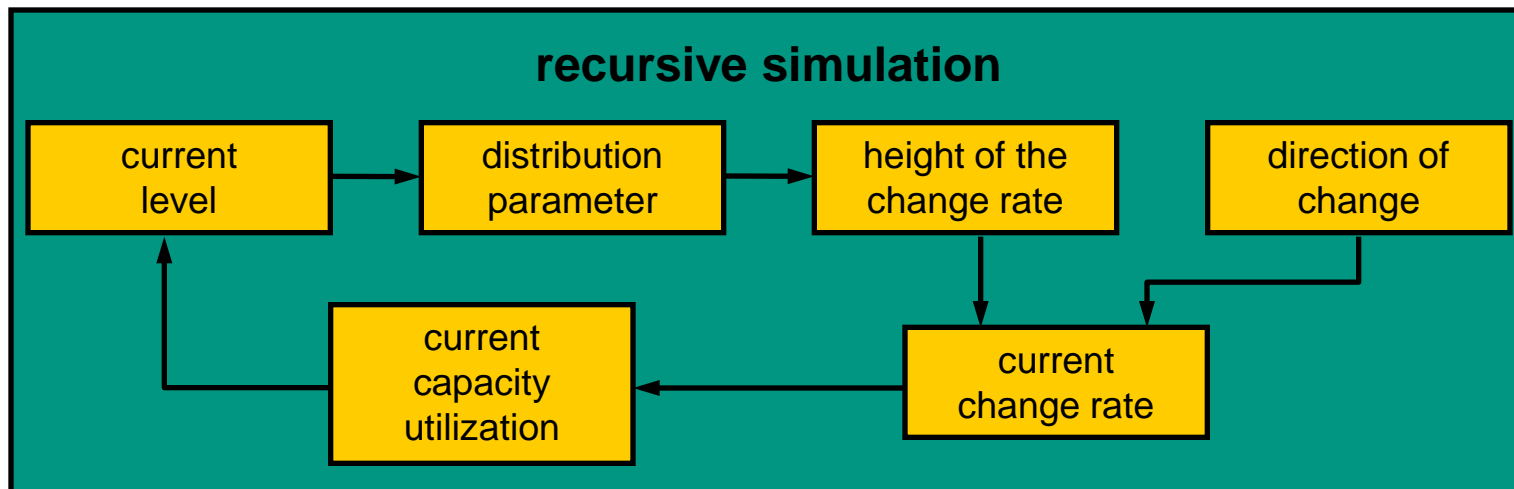 recursive simulation
current
level
distribution
parameter
height of the
change rate
direction of
change
current
capacity
utilization
current
change rate